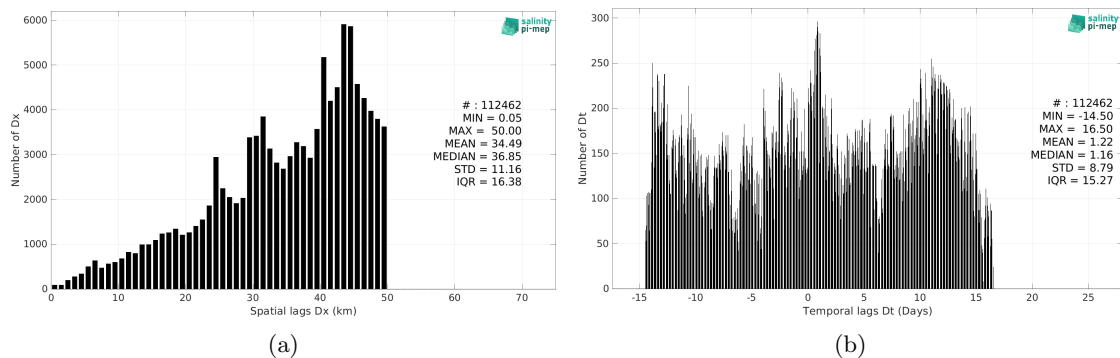 6000
5000
4000
3000
2000
1000
0
Number of Dx
0 10 20 30 40 50 60 70
Spatial lags Dx (km)
salinity
pi-mep
# : 112462
MIN = 0.05
MAX = 50.00
MEAN = 34.49
MEDIAN = 36.85
STD = 11.16
IQR = 16.38
(a)
300
250
200
150
100
50
0
Number of Dt
-15 -10 -5 0 5 10 15 20 25
Temporal lags Dt (Days)
salinity
pi-mep
# : 112462
MIN = -14.50
MAX = 16.50
MEAN = 1.22
MEDIAN = 1.16
STD = 8.79
IQR = 15.27
(b)